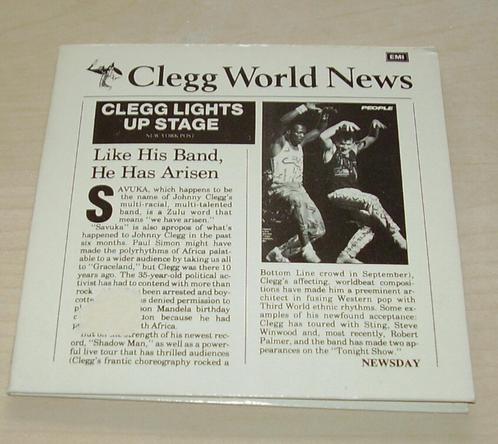 EMI
Clegg World News
CLEGG LIGHTS
UP STAGE
NEW YORK POST
PEOPLE
Like His Band,
He Has Arisen
SAVUKA, which happens to be
the name of Johnny Clegg's
multi-racial, multi-talented
band, is a Zulu word that
means "we have arisen."
"Savuka" is also apropos of what's
happened to Johnny Clegg in the past
six months. Paul Simon might have
made the polyrhythms of Africa palat-
able to a wider audience by taking us all
to "Graceland," but Clegg was there 10
years ago. The 35-year-old political ac-
tivist has had to contend with more than
rock been arrested and boy-
cotte s denied permission to
pl son Mandela birthday
c tion because he had
p th Africa.
But on the strength of his newest rec-
ord, "Shadow Man," as well as a power-
ful live tour that has thrilled audiences
(Clegg's frantic choreography rocked a
Bottom Line crowd in September),
Clegg's affecting, worldbeat composi-
tions have made him a preeminent ar-
chitect in fusing Western pop with
Third World ethnic rhythms. Some ex-
amples of his newfound acceptance:
Clegg has toured with Sting, Steve
Winwood and, most recently, Robert
Palmer, and the band has made two ap-
pearances on the "Tonight Show."
NEWSDAY